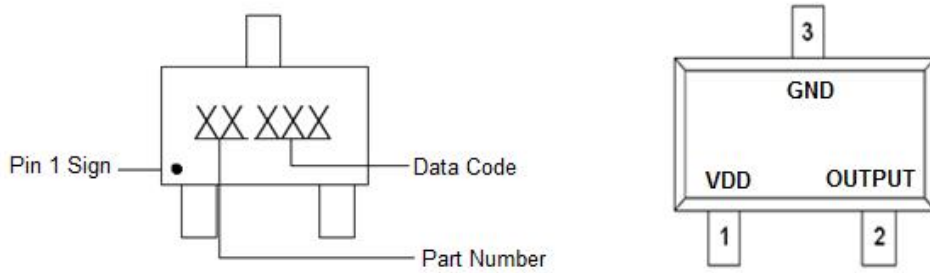 XX XXX
Pin 1 Sign
Data Code
Part Number
3
GND
VDD OUTPUT
1 2